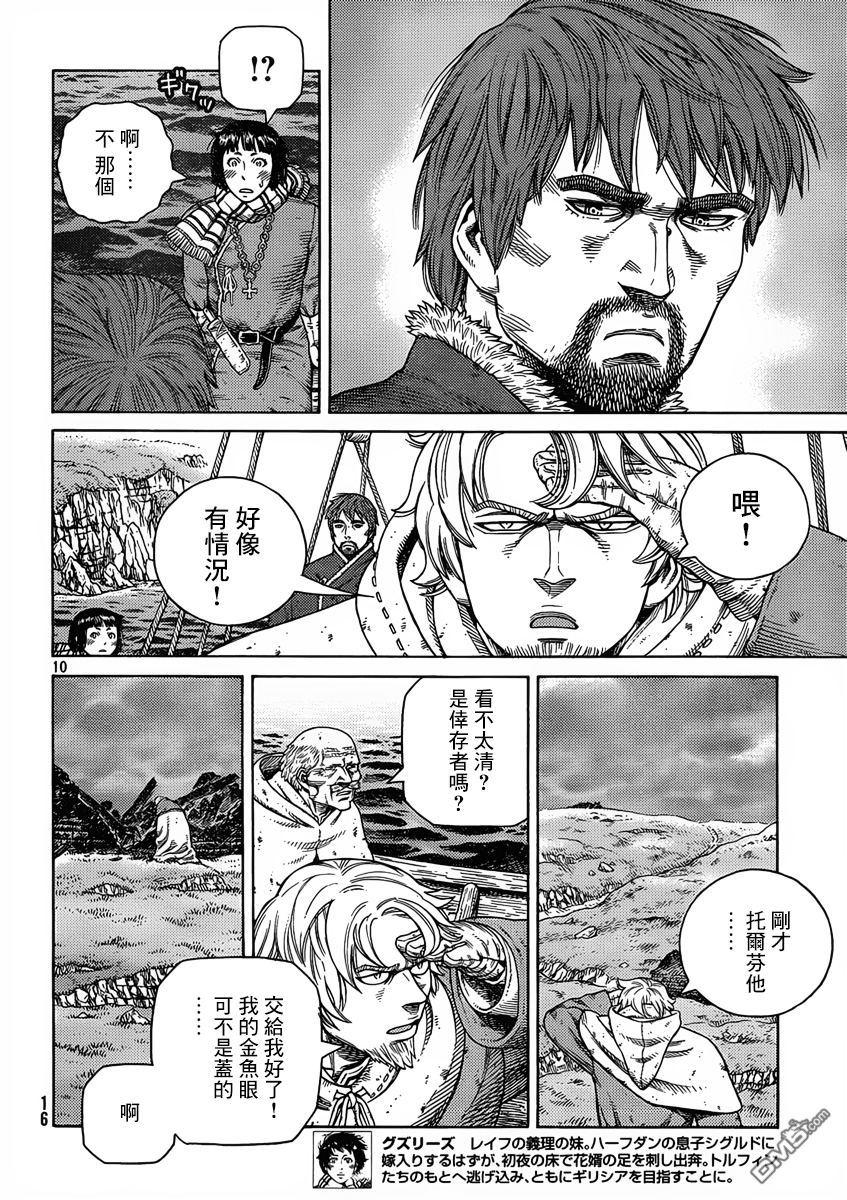 !?
ギクッ
啊……
不那個
喂！
好像
有情況！
10
剛才
托爾芬他
……
看不太清？
是倖存者嗎？
交給我好了！
我的金魚眼
可不是蓋的
……
啊
16
グズリーズ　レイフの義理の妹。ハーフダンの息子シグルドに
嫁入りするはずが、初夜の床で花婿の足を刺し出奔。トルフィン
たちのもとへ逃げ込み、ともにギリシアを目指すことに。